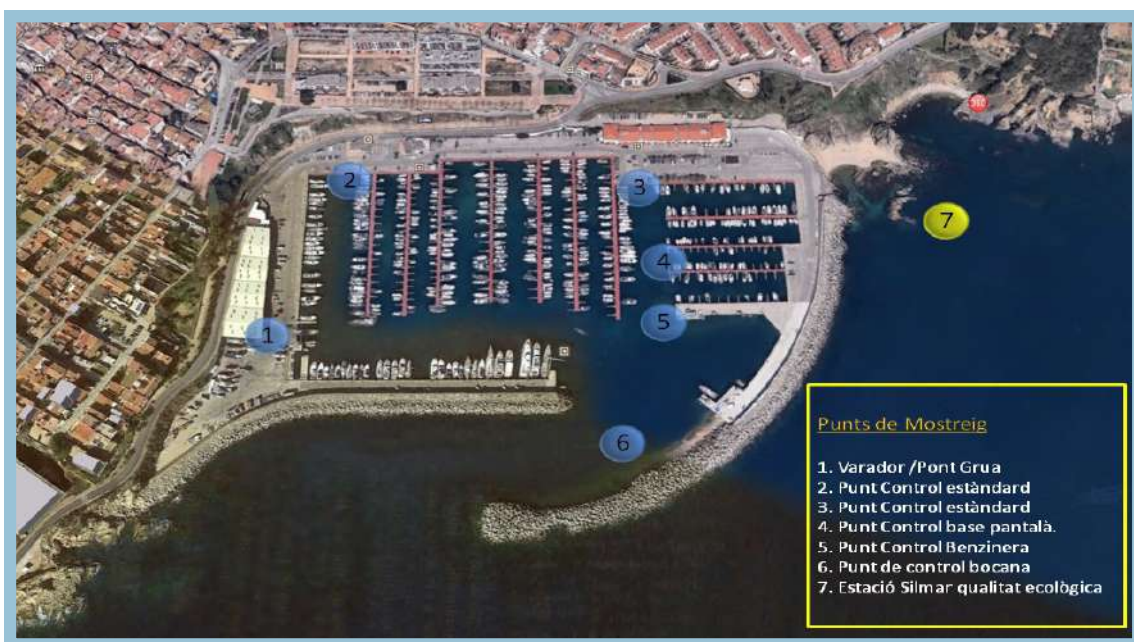 2
3
7
4
5
1
6
Punts de Mostreig
1. Varador /Pont Grua
2. Punt Control estàndard
3. Punt Control estàndard
4. Punt Control base pantalà.
5. Punt Control Benzinera
6. Punt de control bocana
7. Estació Silmar qualitat ecològica